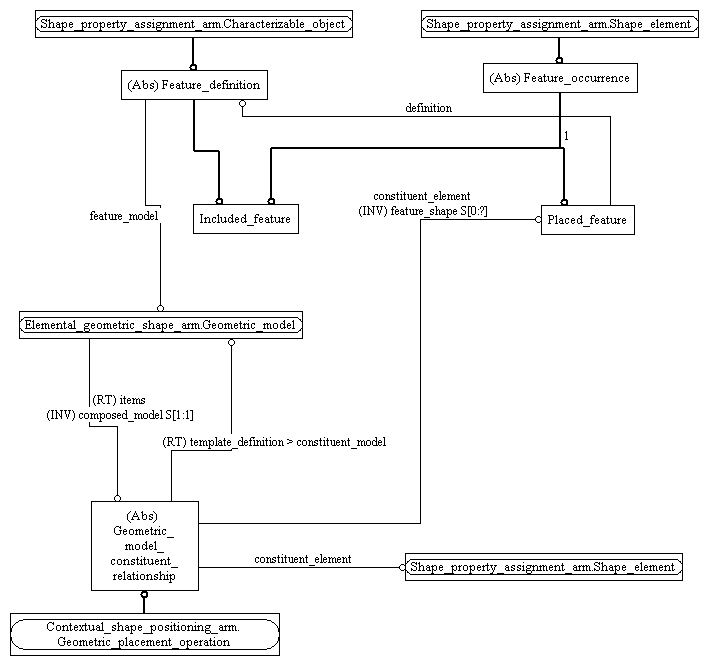 Shape_property_assignment_arm.Characterizable_object
Shape_property_assignment_arm.Shape_element
(Abs) Feature_definition
(Abs) Feature_occurrence
definition
1
constituent_element
(INV) feature_shape S[0:?]
feature_model
Included_feature
Placed_feature
Elemental_geometric_shape_arm.Geometric_model
(RT) items
(INV) composed_model S[1:1]
(RT) template_definition > constituent_model
(Abs)
Geometric_
model_
constituent_
relationship
constituent_element
Shape_property_assignment_arm.Shape_element
Contextual_shape_positioning_arm.
Geometric_placement_operation